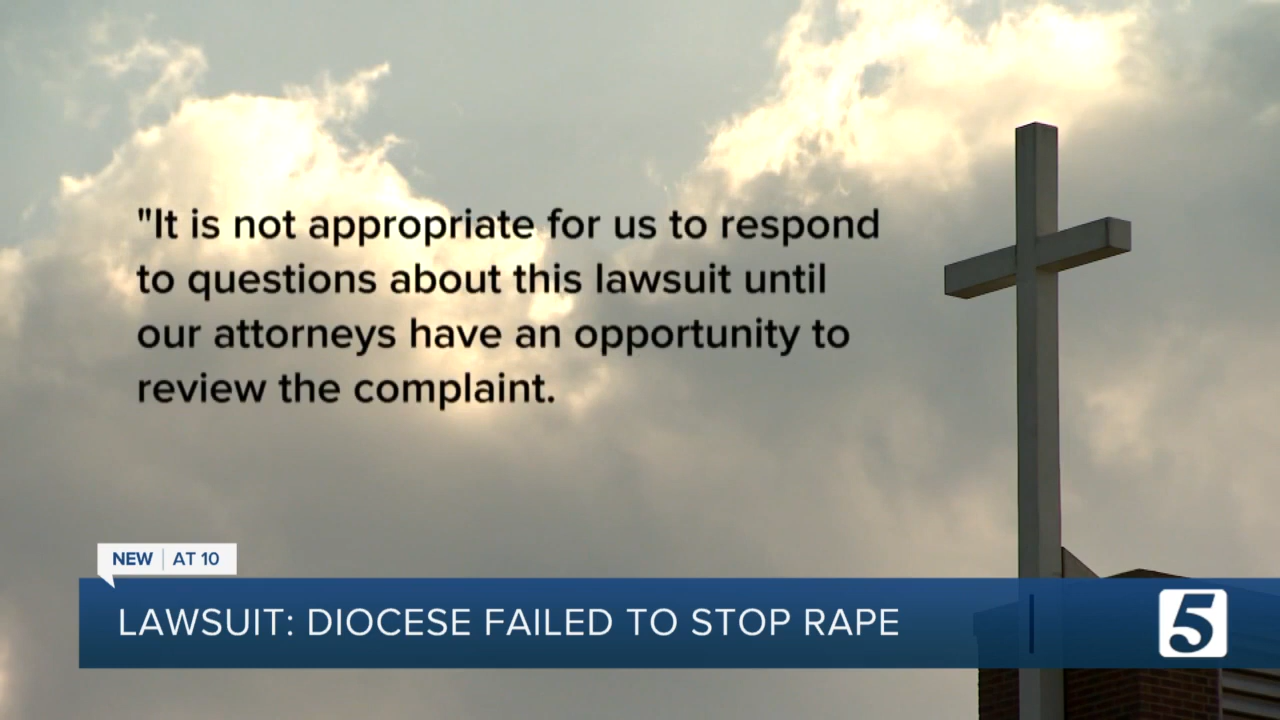 "It is not appropriate for us to respond
to questions about this lawsuit until
our attorneys have an opportunity to
review the complaint.
NEW | AT 10
LAWSUIT: DIOCESE FAILED TO STOP RAPE
5